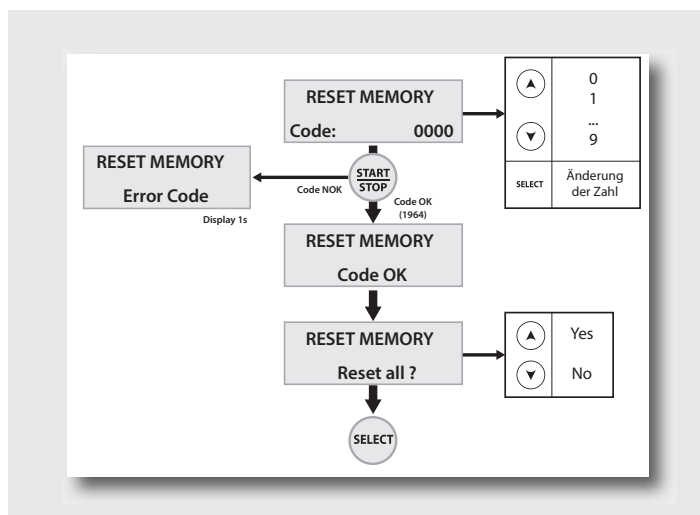 RESET MEMORY
Code: 0000
0
1
...
9
SELECT
Änderung
der Zahl
RESET MEMORY
Error Code
Display 1s
Code NOK
START
STOP
Code OK
(1964)
RESET MEMORY
Code OK
RESET MEMORY
Reset all ?
Yes
No
SELECT